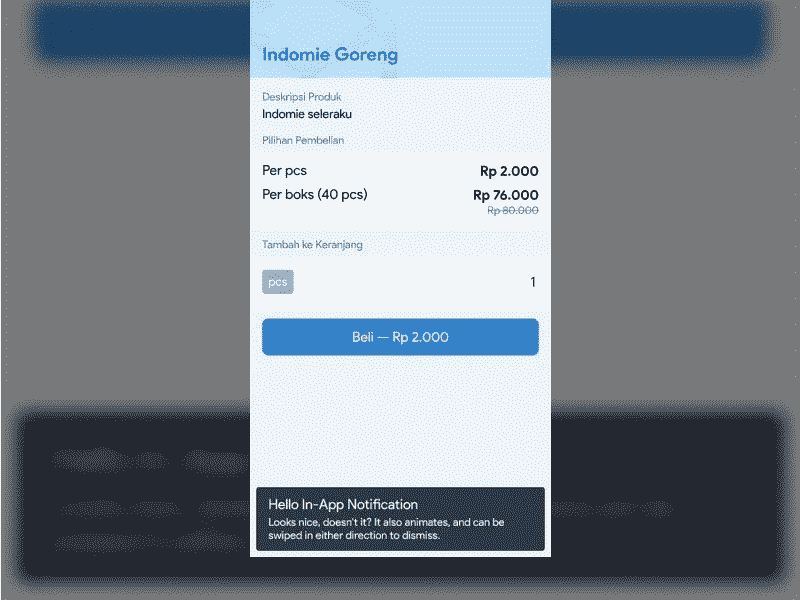 Indomie Goreng
Deskripsi Produk
Indomie seleraku
Pilihan Pembelian
Per pcs Rp 2.000
Per boks (40 pcs) Rp 76.000
Rp 80.000
Tambah ke Keranjang
pcs 1
Beli — Rp 2.000
Hello In-App Notification
Looks nice, doesn't it? It also animates, and can be
swiped in either direction to dismiss.